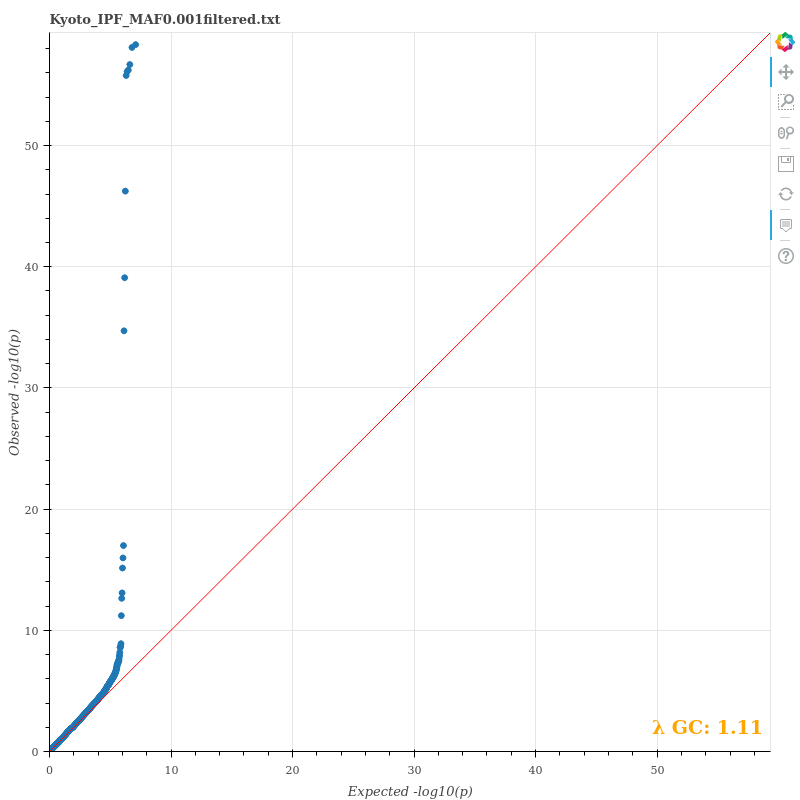 Kyoto_IPF_MAF0.001filtered.txt
50
40
30
20
10
0
Observed -log10(p)
λ GC: 1.11
0 10 20 30 40 50
Expected -log10(p)